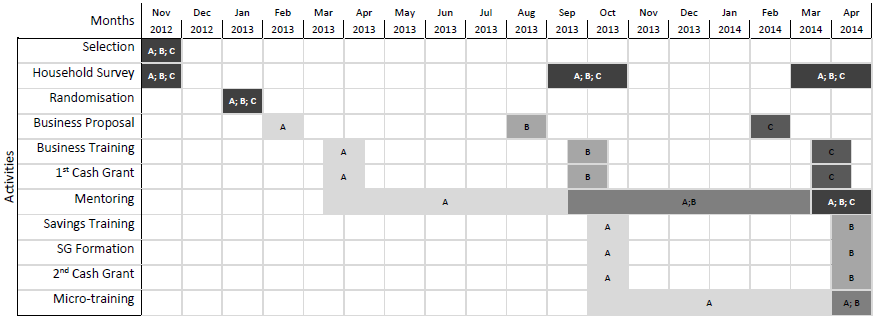 Months Nov Dec Jan Feb Mar Apr May Jun Jul Aug Sep Oct Nov Dec Jan Feb Mar Apr
2012 2012 2013 2013 2013 2013 2013 2013 2013 2013 2013 2013 2013 2013 2014 2014 2014 2014
Activities
Selection A; B; C
Household Survey A; B; C A; B; C A; B; C
Randomisation A; B; C
Business Proposal A B C
Business Training A B C
1st Cash Grant A B C
Mentoring A A;B A; B; C
Savings Training A B
SG Formation A B
2nd Cash Grant A B
Micro-training A A; B